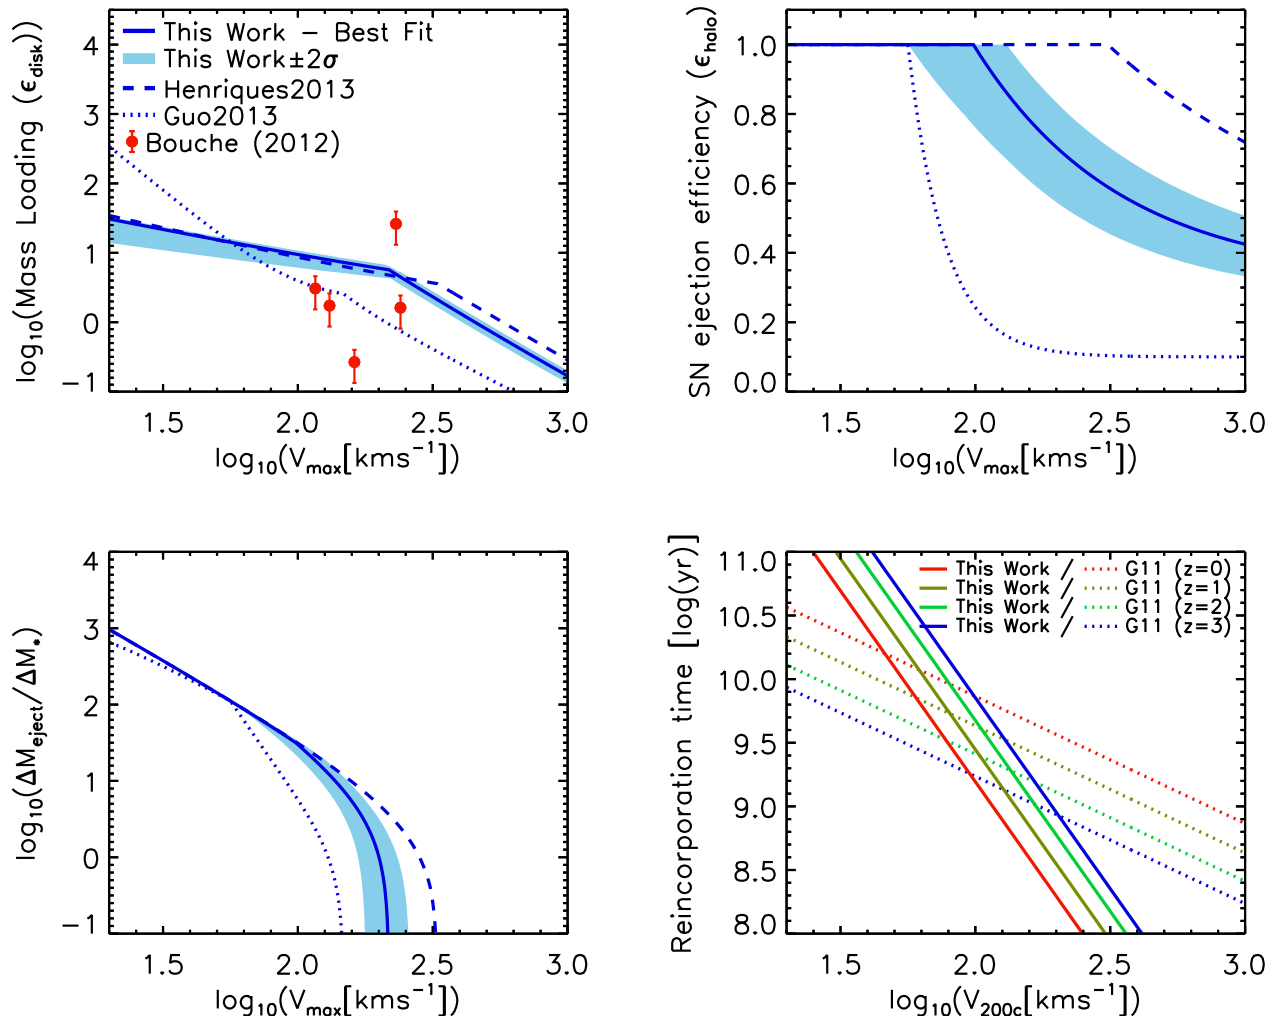 log₁₀(Mass Loading (ϵdisk))
4
3
2
1
0
−1
This Work − Best Fit
This Work±2σ
Henriques2013
Guo2013
Bouche (2012)
1.5 2.0 2.5 3.0
log₁₀(Vmax[kms⁻¹])
SN ejection efficiency (ϵhalo)
1.0
0.8
0.6
0.4
0.2
0.0
1.5 2.0 2.5 3.0
log₁₀(Vmax[kms⁻¹])
log₁₀(ΔMeject/ΔM*)
4
3
2
1
0
−1
1.5 2.0 2.5 3.0
log₁₀(Vmax[kms⁻¹])
Reincorporation time [log(yr)]
11.0
10.5
10.0
9.5
9.0
8.5
8.0
This Work / G11 (z=0)
This Work / G11 (z=1)
This Work / G11 (z=2)
This Work / G11 (z=3)
1.5 2.0 2.5 3.0
log₁₀(V200c[kms⁻¹])